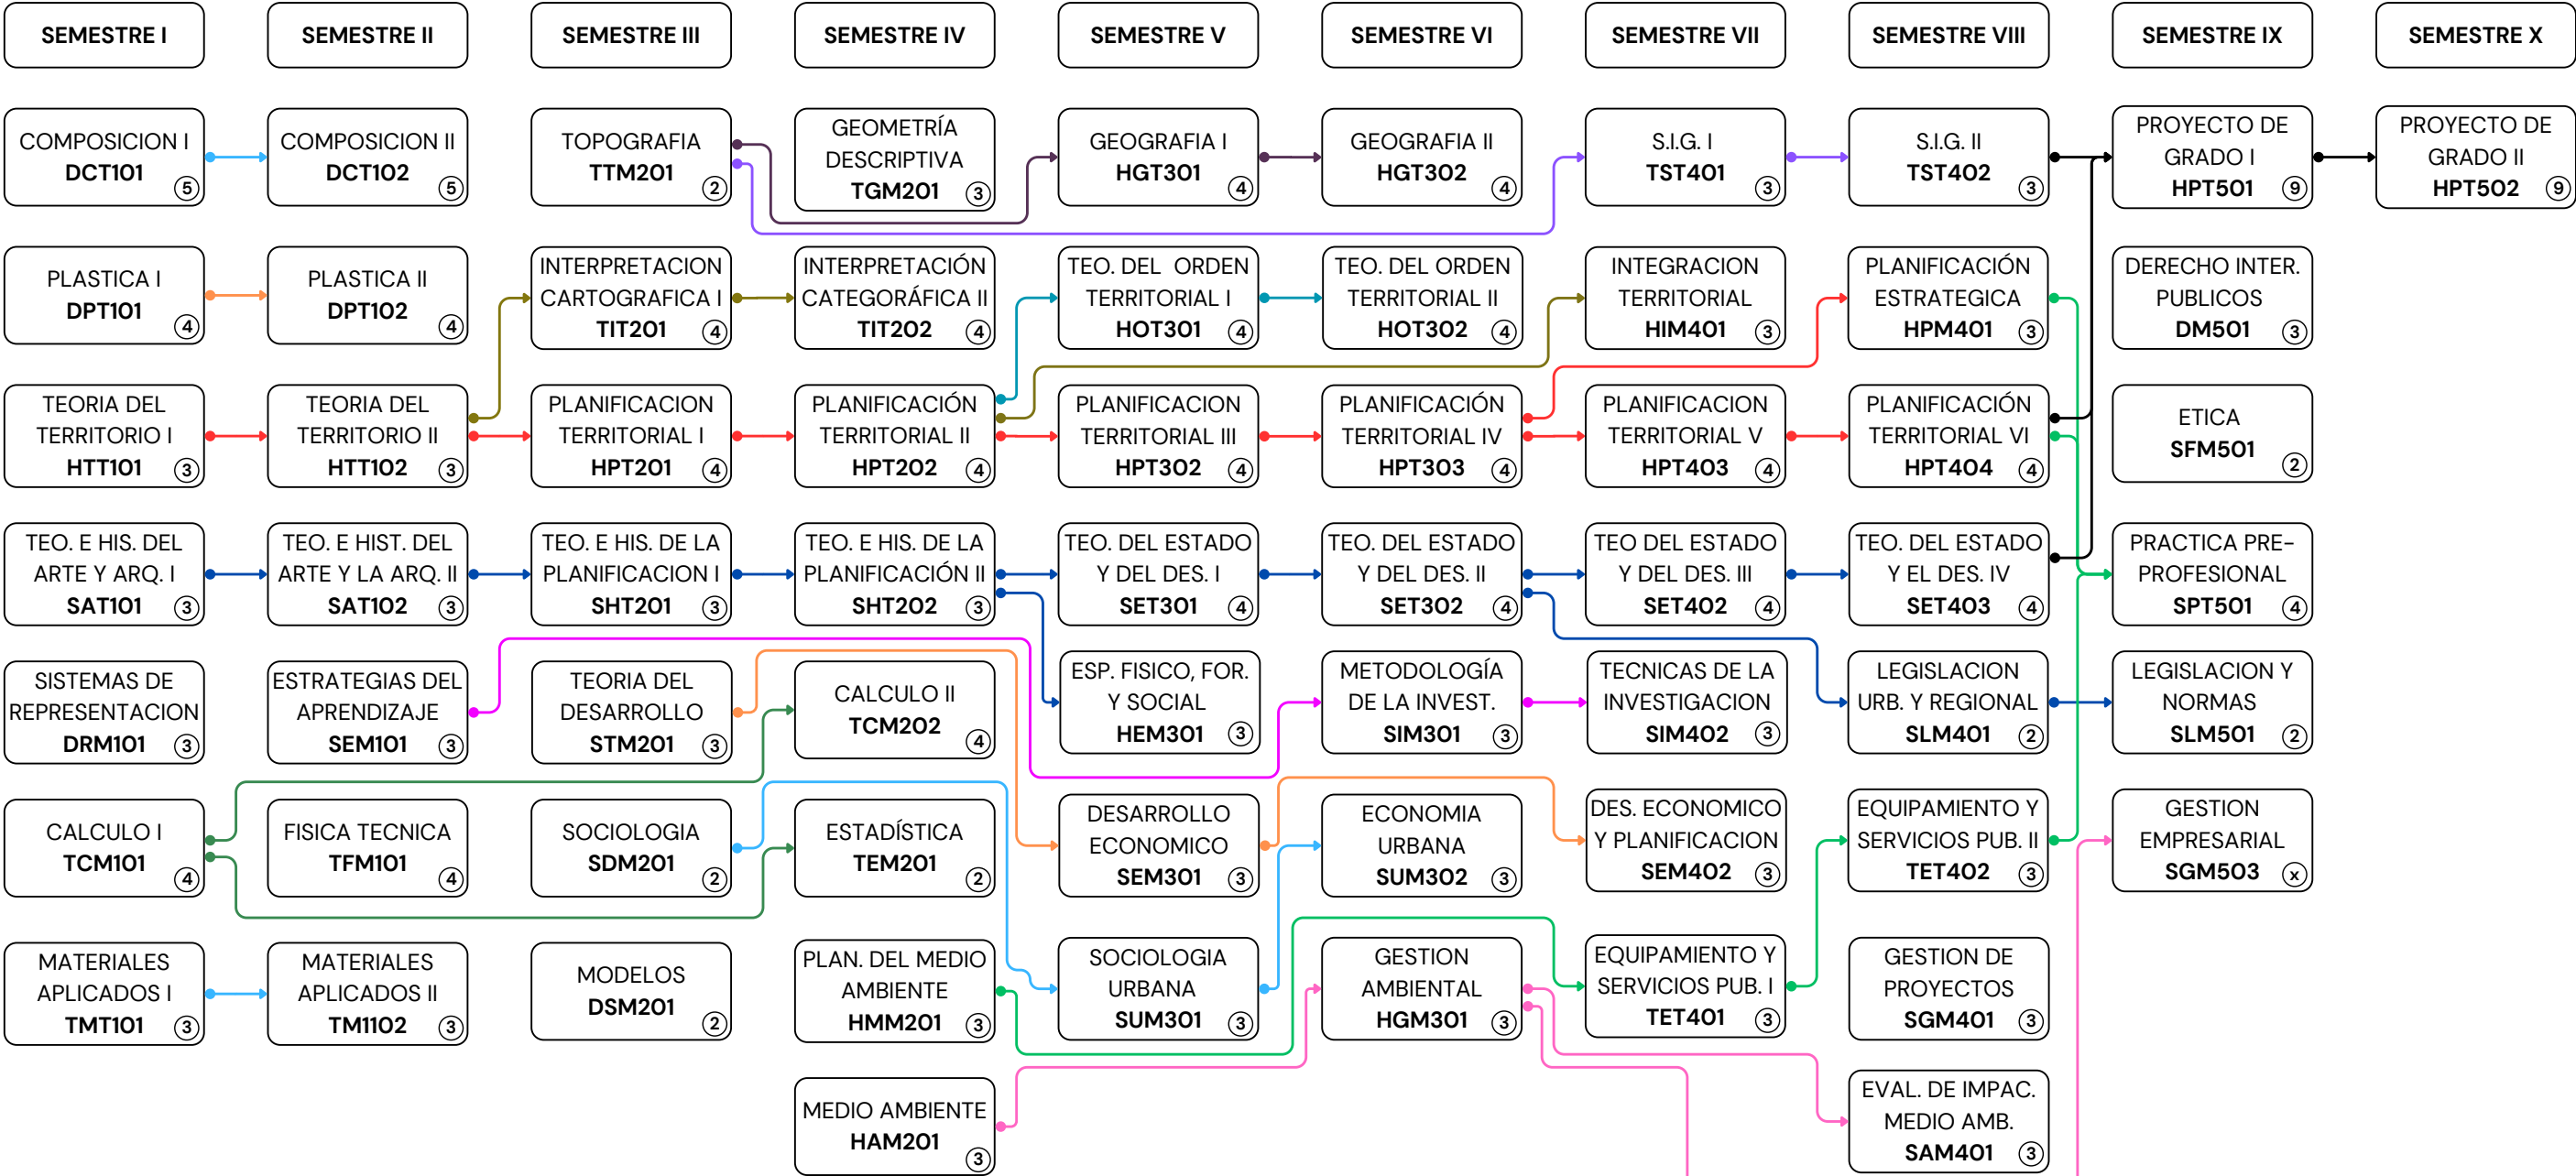 SEMESTRE I
SEMESTRE II
SEMESTRE III
SEMESTRE IV
SEMESTRE V
SEMESTRE VI
SEMESTRE VII
SEMESTRE VIII
SEMESTRE IX
SEMESTRE X
COMPOSICION I
DCT101
5
COMPOSICION II
DCT102
5
TOPOGRAFIA
TTM201
2
GEOMETRÍA
DESCRIPTIVA
TGM201
3
GEOGRAFIA I
HGT301
4
GEOGRAFIA II
HGT302
4
S.I.G. I
TST401
3
S.I.G. II
TST402
3
PROYECTO DE
GRADO I
HPT501
9
PROYECTO DE
GRADO II
HPT502
9
PLASTICA I
DPT101
4
PLASTICA II
DPT102
4
INTERPRETACION
CARTOGRAFICA I
TIT201
4
INTERPRETACIÓN
CATEGORÁFICA II
TIT202
4
TEO. DEL ORDEN
TERRITORIAL I
HOT301
4
TEO. DEL ORDEN
TERRITORIAL II
HOT302
4
INTEGRACION
TERRITORIAL
HIM401
3
PLANIFICACIÓN
ESTRATEGICA
HPM401
3
DERECHO INTER.
PUBLICOS
DM501
3
TEORIA DEL
TERRITORIO I
HTT101
3
TEORIA DEL
TERRITORIO II
HTT102
3
PLANIFICACION
TERRITORIAL I
HPT201
4
PLANIFICACIÓN
TERRITORIAL II
HPT202
4
PLANIFICACION
TERRITORIAL III
HPT302
4
PLANIFICACIÓN
TERRITORIAL IV
HPT303
4
PLANIFICACION
TERRITORIAL V
HPT403
4
PLANIFICACIÓN
TERRITORIAL VI
HPT404
4
ETICA
SFM501
2
TEO. E HIS. DEL
ARTE Y ARQ. I
SAT101
3
TEO. E HIST. DEL
ARTE Y LA ARQ. II
SAT102
3
TEO. E HIS. DE LA
PLANIFICACION I
SHT201
3
TEO. E HIS. DE LA
PLANIFICACIÓN II
SHT202
3
TEO. DEL ESTADO
Y DEL DES. I
SET301
4
TEO. DEL ESTADO
Y DEL DES. II
SET302
4
TEO DEL ESTADO
Y DEL DES. III
SET402
4
TEO. DEL ESTADO
Y EL DES. IV
SET403
4
PRACTICA PRE-
PROFESIONAL
SPT501
4
SISTEMAS DE
REPRESENTACION
DRM101
3
ESTRATEGIAS DEL
APRENDIZAJE
SEM101
3
TEORIA DEL
DESARROLLO
STM201
3
CALCULO II
TCM202
4
ESP. FISICO, FOR.
Y SOCIAL
HEM301
3
METODOLOGÍA
DE LA INVEST.
SIM301
3
TECNICAS DE LA
INVESTIGACION
SIM402
3
LEGISLACION
URB. Y REGIONAL
SLM401
2
LEGISLACION Y
NORMAS
SLM501
2
CALCULO I
TCM101
4
FISICA TECNICA
TFM101
4
SOCIOLOGIA
SDM201
2
ESTADÍSTICA
TEM201
2
DESARROLLO
ECONOMICO
SEM301
3
ECONOMIA
URBANA
SUM302
3
DES. ECONOMICO
Y PLANIFICACION
SEM402
3
EQUIPAMIENTO Y
SERVICIOS PUB. II
TET402
3
GESTION
EMPRESARIAL
SGM503
x
MATERIALES
APLICADOS I
TMT101
3
MATERIALES
APLICADOS II
TM1102
3
MODELOS
DSM201
2
PLAN. DEL MEDIO
AMBIENTE
HMM201
3
SOCIOLOGIA
URBANA
SUM301
3
GESTION
AMBIENTAL
HGM301
3
EQUIPAMIENTO Y
SERVICIOS PUB. I
TET401
3
GESTION DE
PROYECTOS
SGM401
3
MEDIO AMBIENTE
HAM201
3
EVAL. DE IMPAC.
MEDIO AMB.
SAM401
3